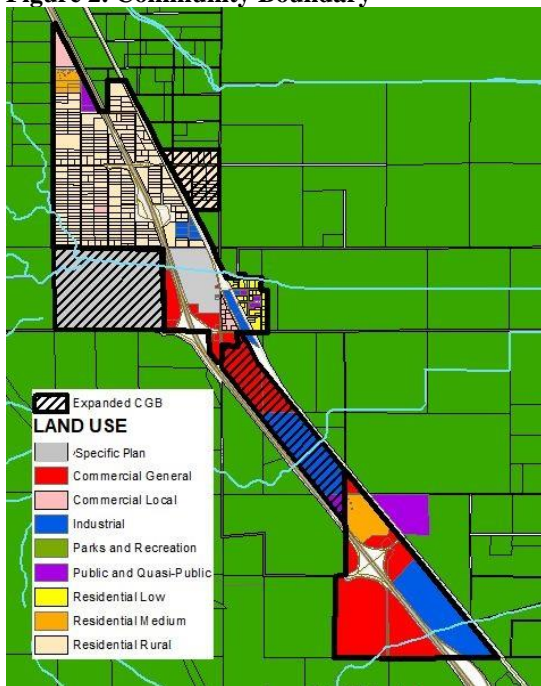 Figure 2: Community Boundary
Expanded CGB
LAND USE
Specific Plan
Commercial General
Commercial Local
Industrial
Parks and Recreation
Public and Quasi-Public
Residential Low
Residential Medium
Residential Rural